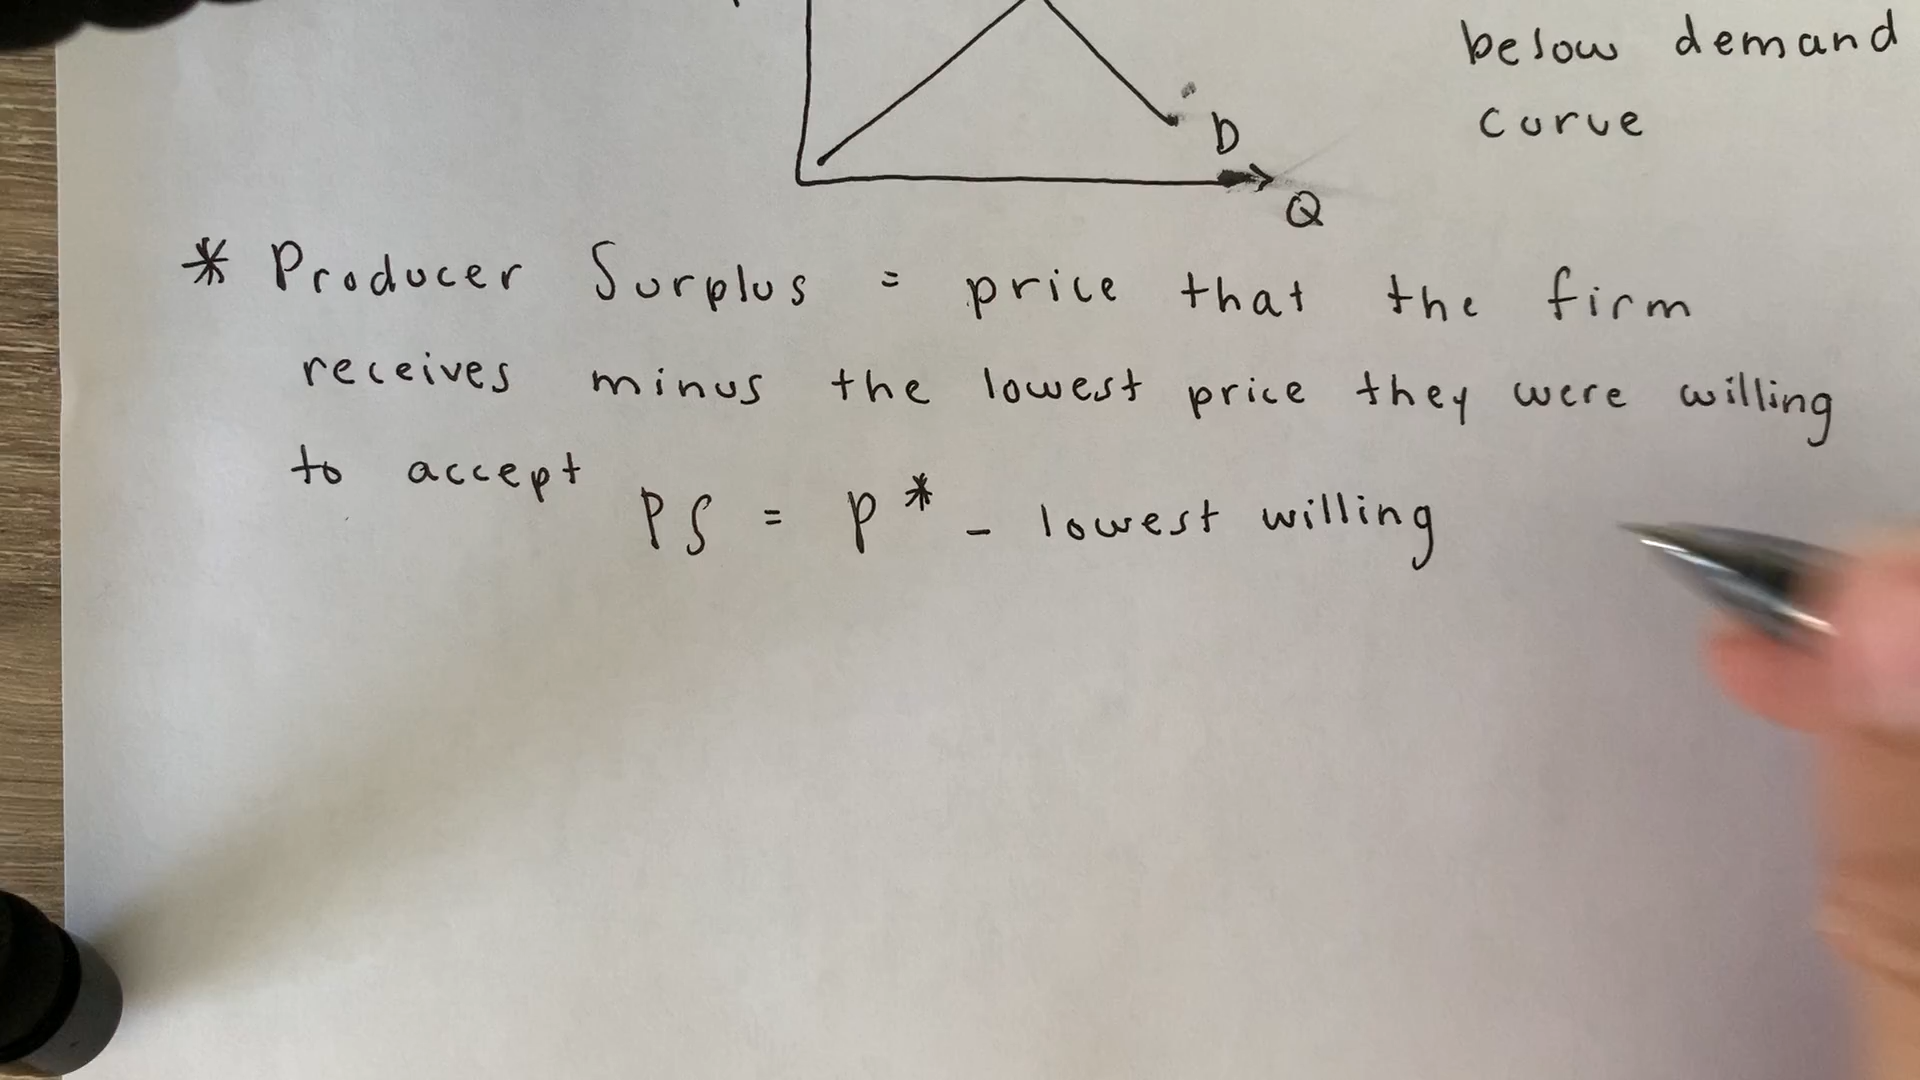 below demand
curve
D
Q
* Producer Surplus = price that the firm
receives minus the lowest price they were willing
to accept
PS = P* - lowest willing